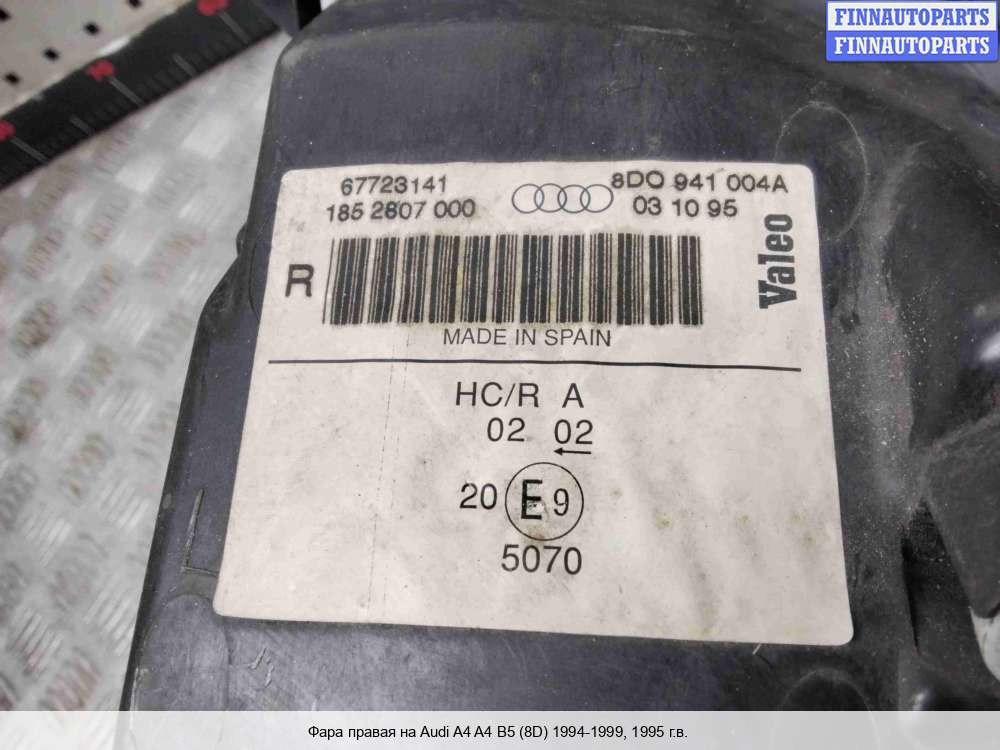 FINNAUTOPARTS
FINNAUTOPARTS
67723141
8D0 941 004A
185 2807 000
03 10 95
Valeo
R
MADE IN SPAIN
HC/R A
02 02
20 E 9
5070
Фара правая на Audi A4 A4 B5 (8D) 1994-1999, 1995 г.в.